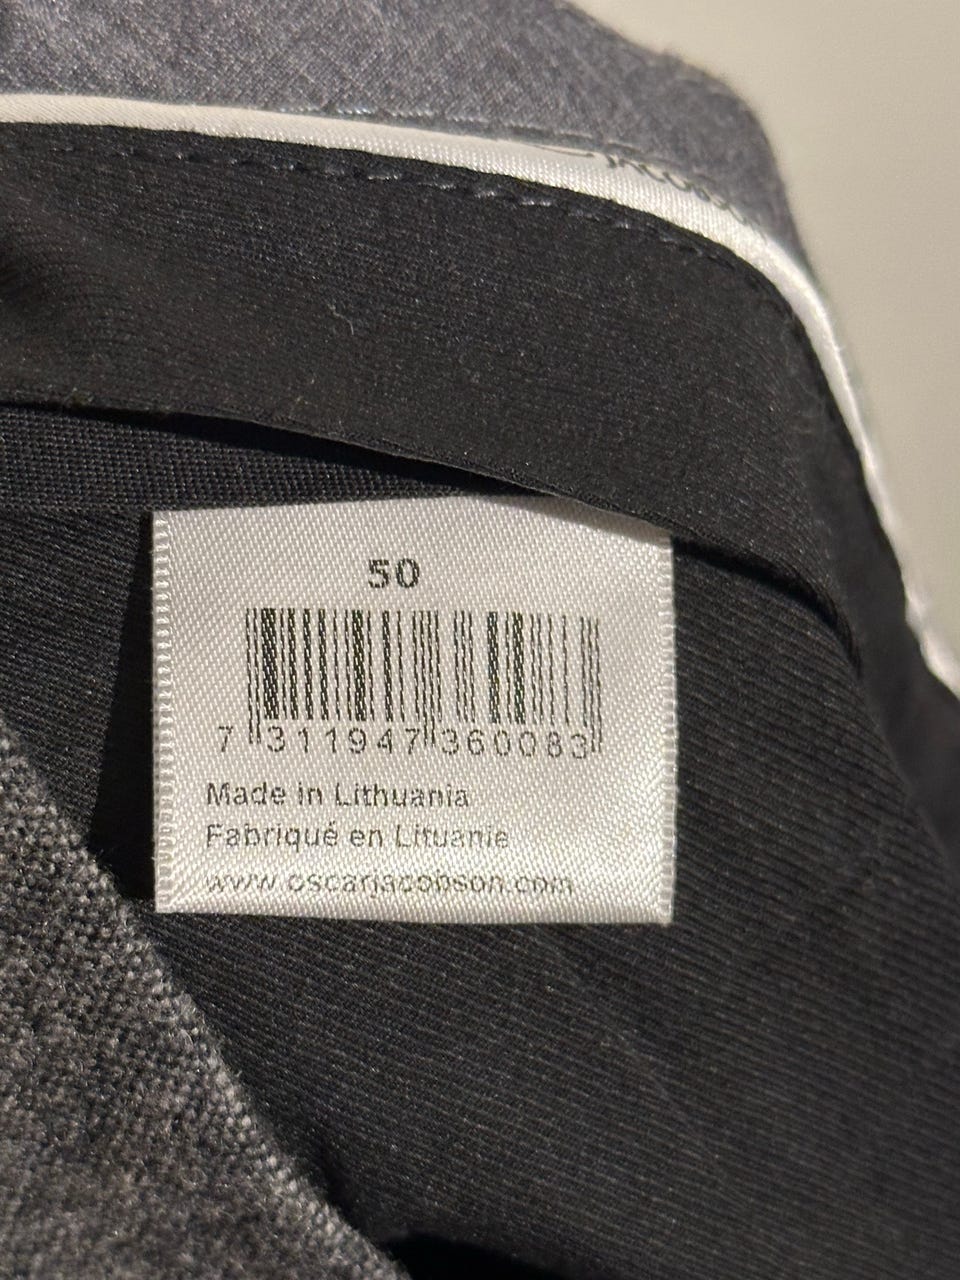 50
7 311947 360083
Made in Lithuania
Fabriqué en Lituanie
www.oscarjacobson.com